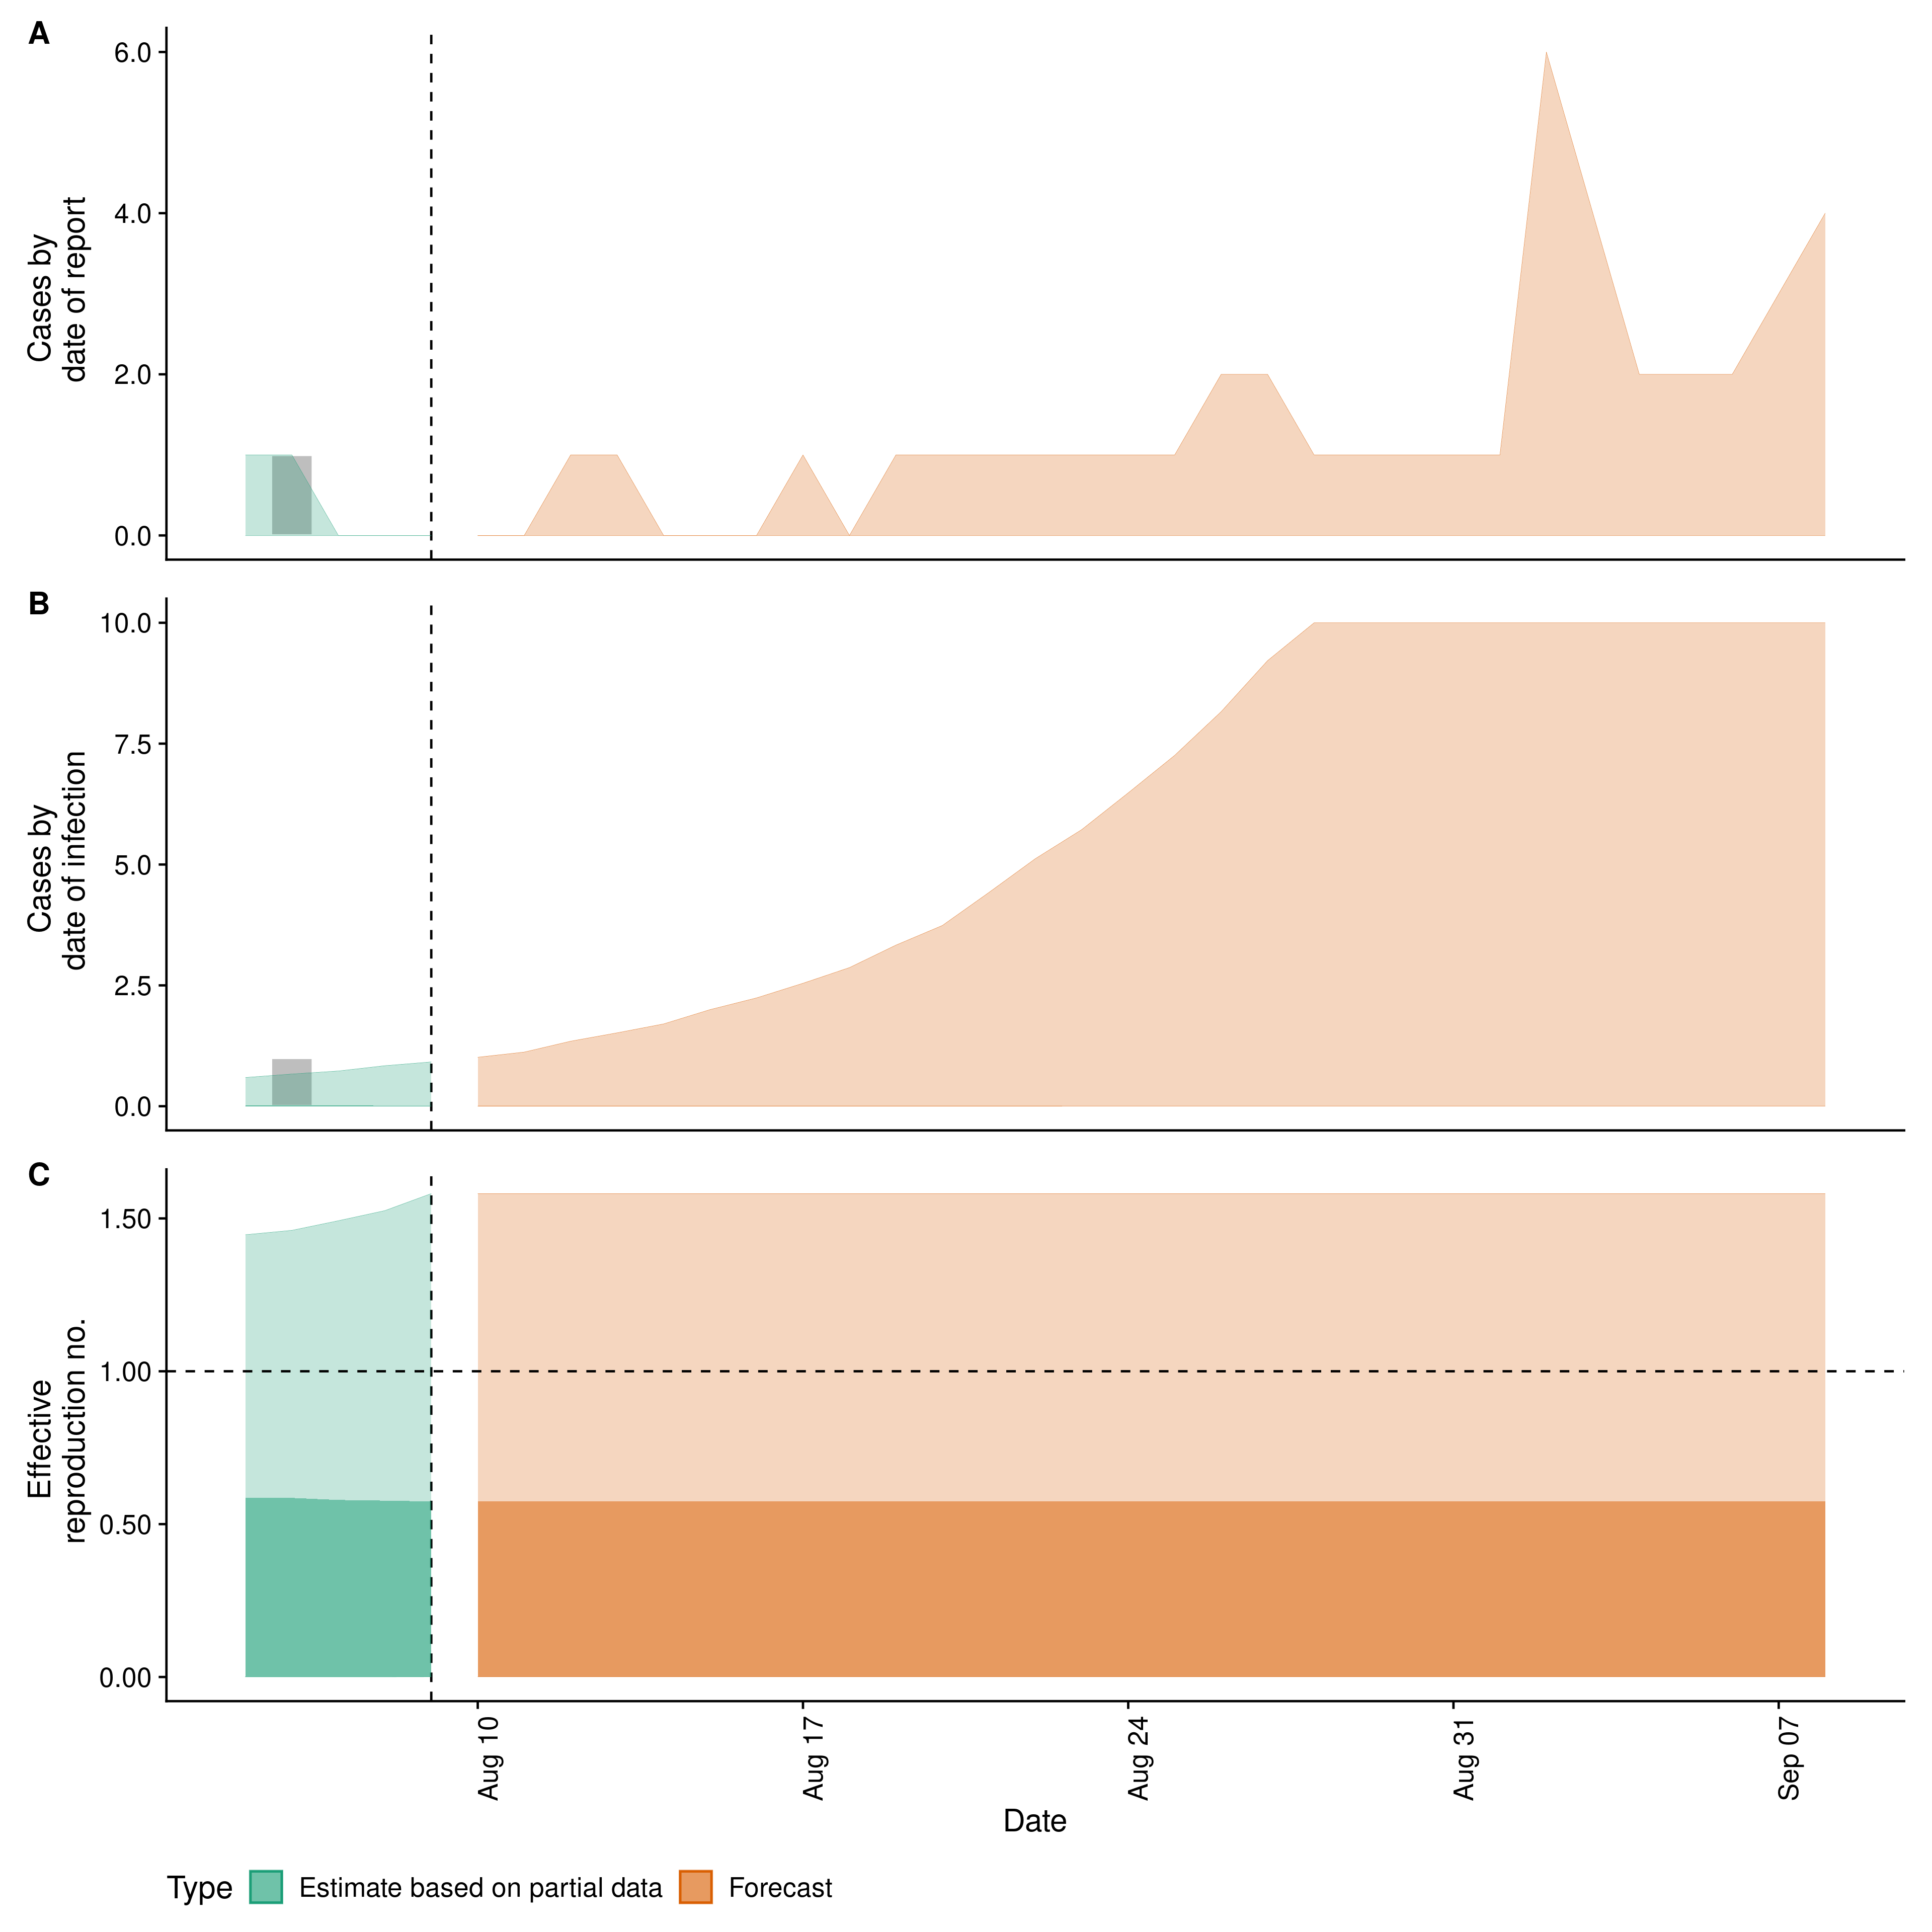 A
6.0
4.0
2.0
0.0
Cases by
date of report
B
10.0
7.5
5.0
2.5
0.0
Cases by
date of infection
C
1.50
1.00
0.50
0.00
Effective
reproduction no.
Aug 10
Aug 17
Aug 24
Aug 31
Sep 07
Date
Type Estimate based on partial data Forecast